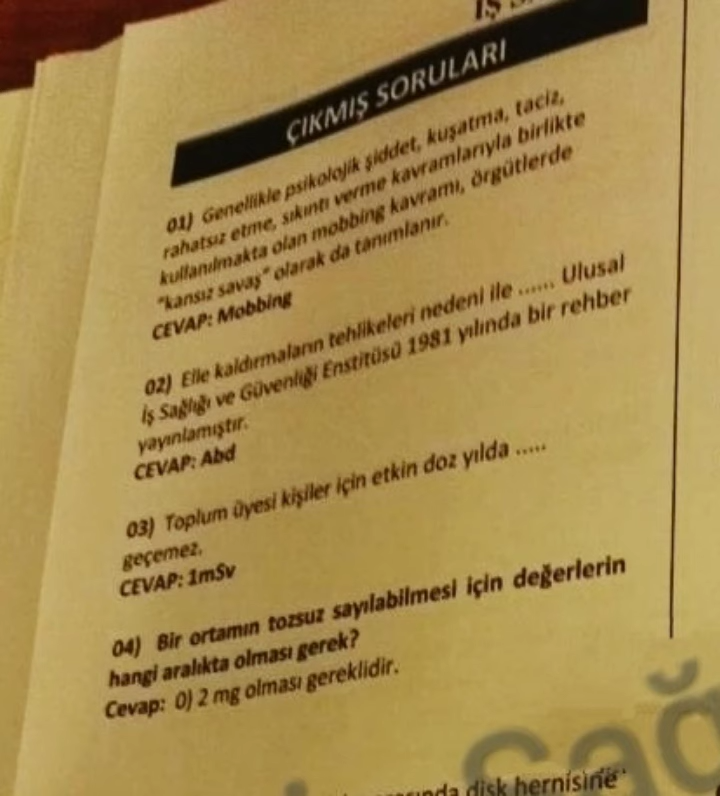 İŞ
ÇIKMIŞ SORULARI
01) Genellikle psikolojik şiddet, kuşatma, taciz,
rahatsız etme, sıkıntı verme kavramlarıyla birlikte
kullanılmakta olan mobbing kavramı, örgütlerde
"kansız savaş" olarak da tanımlanır.
CEVAP: Mobbing
02) Elle kaldırmaların tehlikeleri nedeni ile ...... Ulusal
İş Sağlığı ve Güvenliği Enstitüsü 1981 yılında bir rehber
yayınlamıştır.
CEVAP: Abd
03) Toplum üyesi kişiler için etkin doz yılda .....
geçemez.
CEVAP: 1mSv
04) Bir ortamın tozsuz sayılabilmesi için değerlerin
hangi aralıkta olması gerek?
Cevap: 0) 2 mg olması gereklidir.
disk hernisine